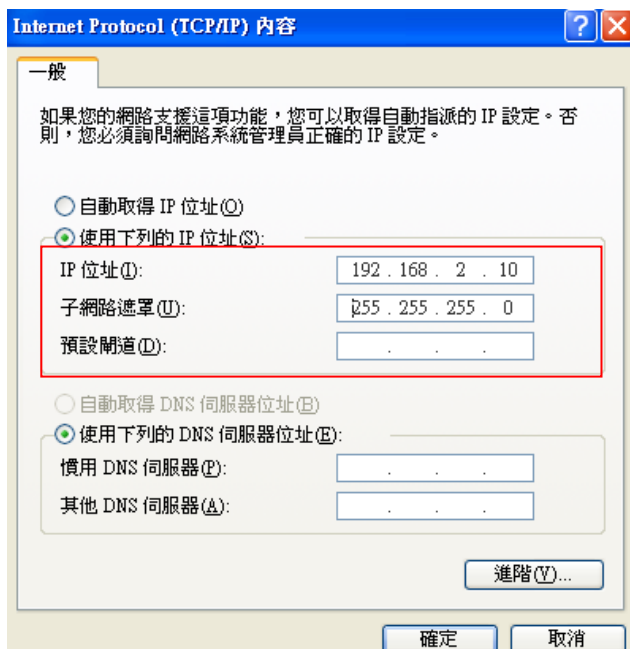 Internet Protocol (TCP/IP) 內容
一般
如果您的網路支援這項功能，您可以取得自動指派的 IP 設定。否
則，您必須詢問網路系統管理員正確的 IP 設定。
自動取得 IP 位址(O)
使用下列的 IP 位址(S):
IP 位址(I): 192 . 168 . 2 . 10
子網路遮罩(U): 255 . 255 . 255 . 0
預設閘道(D): . . .
自動取得 DNS 伺服器位址(B)
使用下列的 DNS 伺服器位址(E):
慣用 DNS 伺服器(P): . . .
其他 DNS 伺服器(A): . . .
進階(V)...
確定 取消